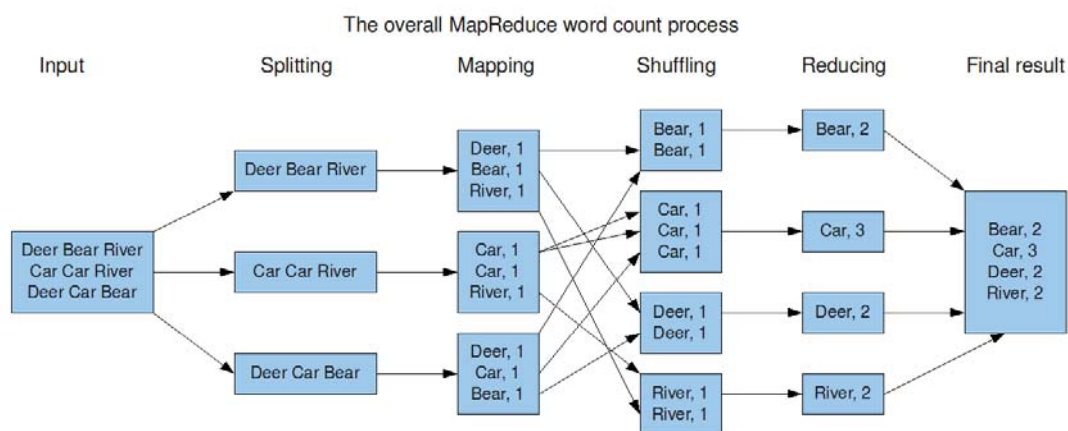 The overall MapReduce word count process
Input
Splitting
Mapping
Shuffling
Reducing
Final result
Deer Bear River
Car Car River
Deer Car Bear
Deer Bear River
Car Car River
Deer Car Bear
Deer, 1
Bear, 1
River, 1
Car, 1
Car, 1
River, 1
Deer, 1
Car, 1
Bear, 1
Bear, 1
Bear, 1
Car, 1
Car, 1
Car, 1
Deer, 1
Deer, 1
River, 1
River, 1
Bear, 2
Car, 3
Deer, 2
River, 2
Bear, 2
Car, 3
Deer, 2
River, 2